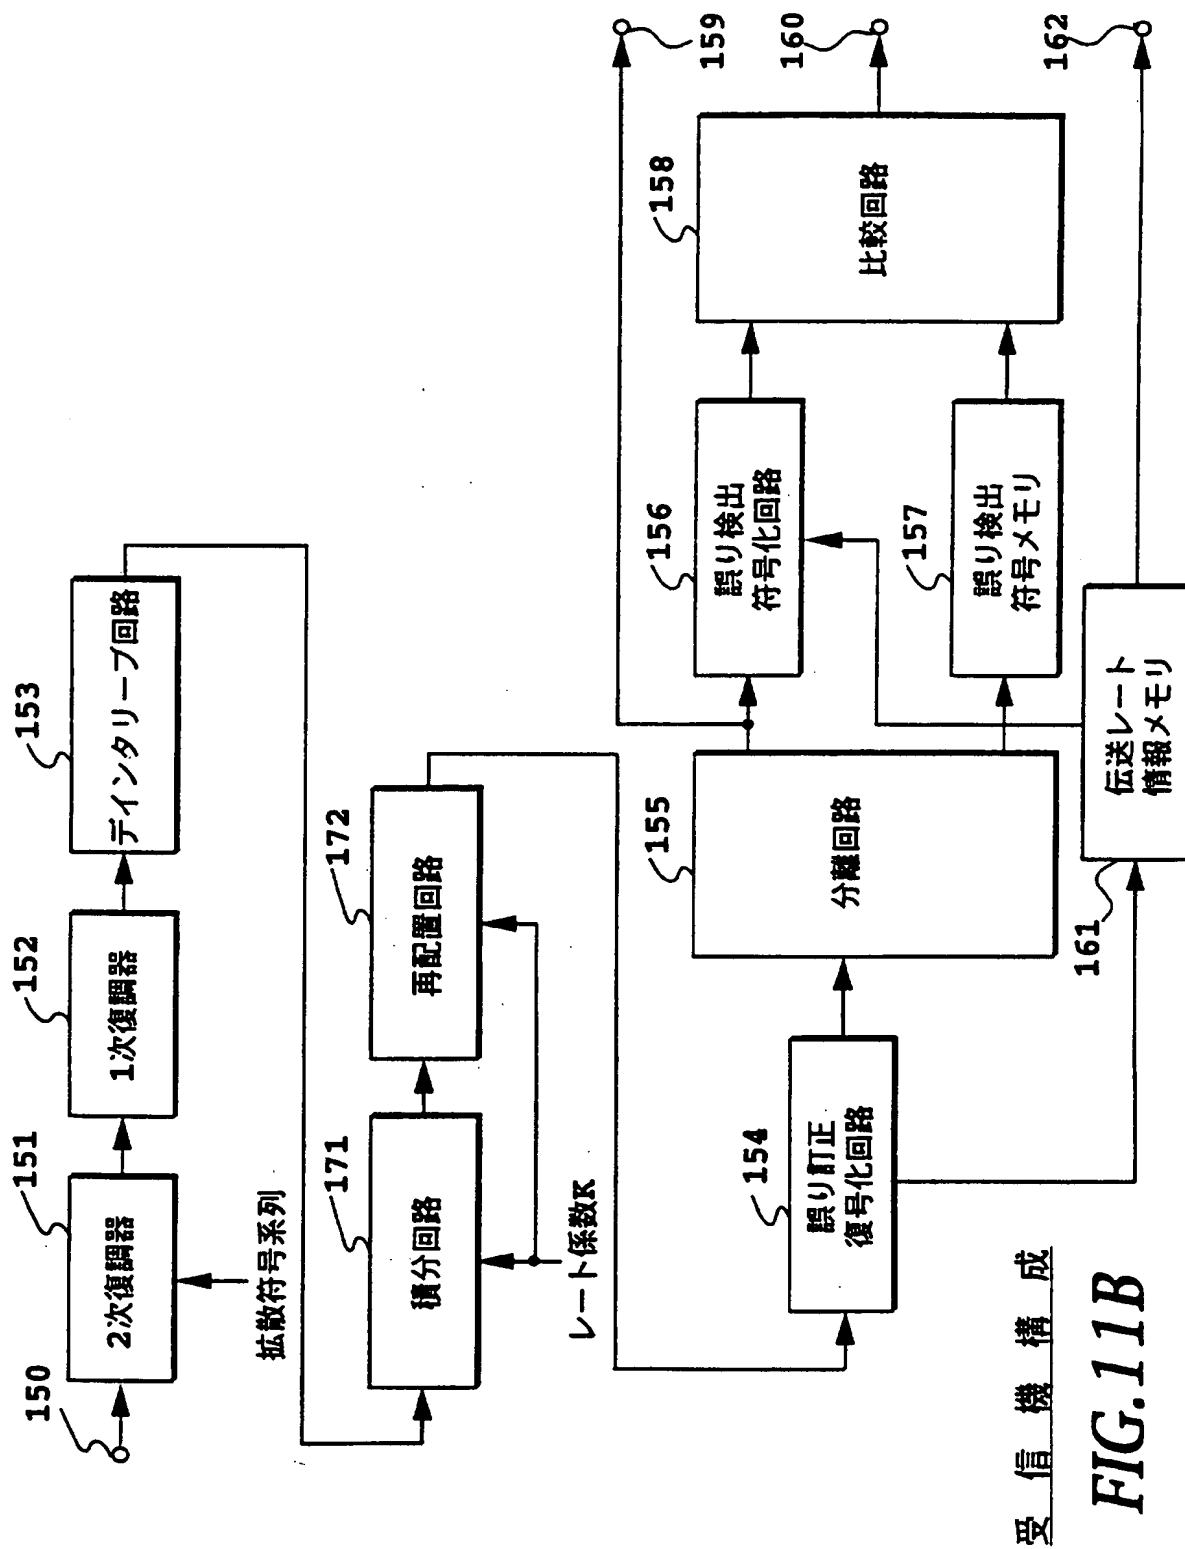 150
151
2次復調器
拡散符号系列
152
1次復調器
153
デインタリーブ回路
171
積分回路
レート係数K
172
再配置回路
154
誤り訂正
復号化回路
155
分離回路
156
誤り検出
符号化回路
157
誤り検出
符号メモリ
158
比較回路
159
160
161
伝送レート
情報メモリ
162
受信機構成
FIG.11B